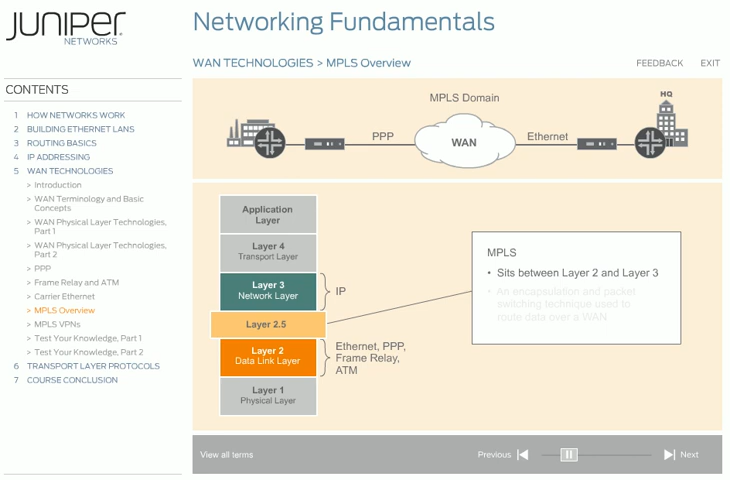 JUNIPER
NETWORKS
Networking Fundamentals
WAN TECHNOLOGIES > MPLS Overview
FEEDBACK
EXIT
CONTENTS
1 HOW NETWORKS WORK
2 BUILDING ETHERNET LANS
3 ROUTING BASICS
4 IP ADDRESSING
5 WAN TECHNOLOGIES
> Introduction
> WAN Terminology and Basic
Concepts
> WAN Physical Layer Technologies,
Part 1
> WAN Physical Layer Technologies,
Part 2
> PPP
> Frame Relay and ATM
> Carrier Ethernet
> MPLS Overview
> MPLS VPNs
> Test Your Knowledge, Part 1
> Test Your Knowledge, Part 2
6 TRANSPORT LAYER PROTOCOLS
7 COURSE CONCLUSION
MPLS Domain
HQ
PPP
WAN
Ethernet
Application
Layer
Layer 4
Transport Layer
Layer 3
Network Layer
IP
Layer 2.5
Layer 2
Data Link Layer
Ethernet, PPP,
Frame Relay,
ATM
Layer 1
Physical Layer
MPLS
• Sits between Layer 2 and Layer 3
• An encapsulation and packet
switching technique used to
route data over a WAN
View all terms
Previous
Next